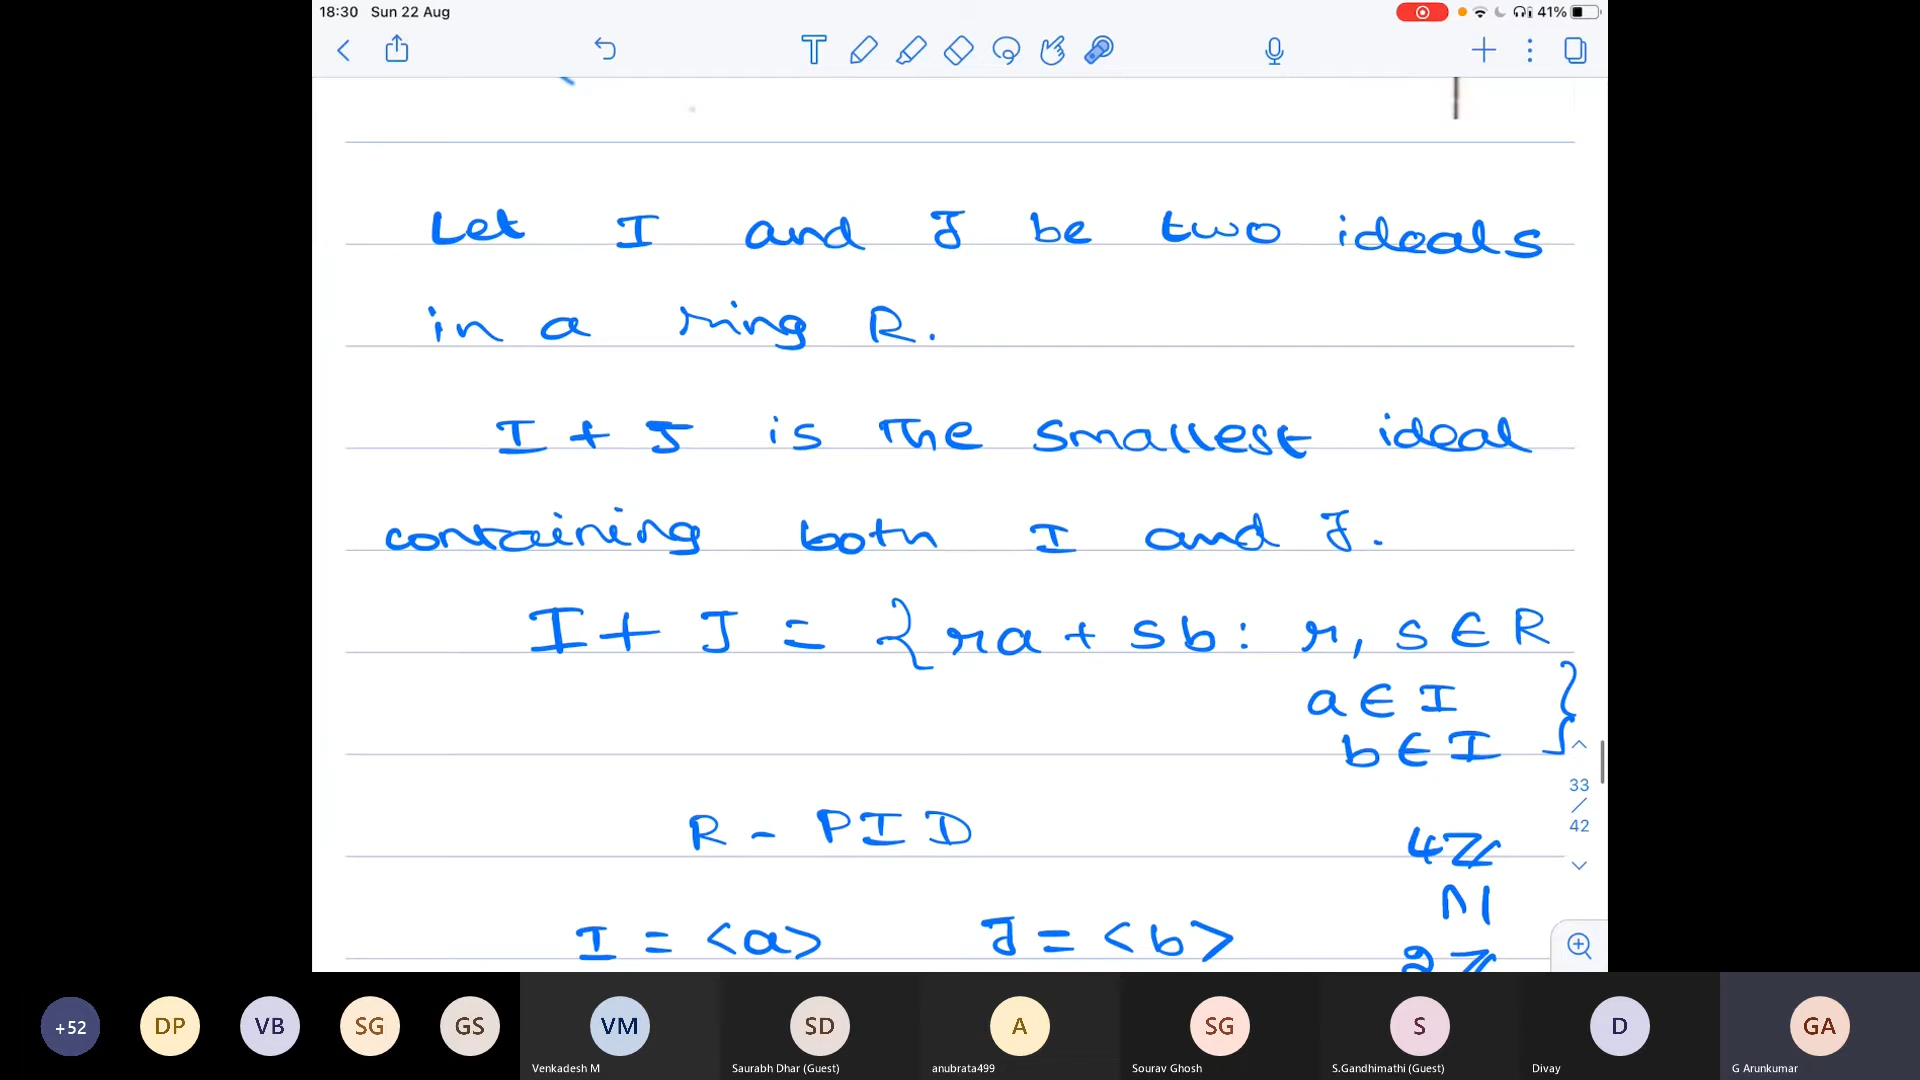 18:30 Sun 22 Aug
41%
Let I and J be two ideals
in a ring R.
I + J is the smallest ideal
containing both I and J.
I + J = {ra + sb : r, s ∈ R
a ∈ I
b ∈ I }
33
/
42
R - PID
4ℤ
I = <a> J = <b>
2ℤ
+52 DP VB SG GS VM SD A SG S D GA
Venkadesh M Saurabh Dhar (Guest) anubrata499 Sourav Ghosh S.Gandhimathi (Guest) Divay G Arunkumar